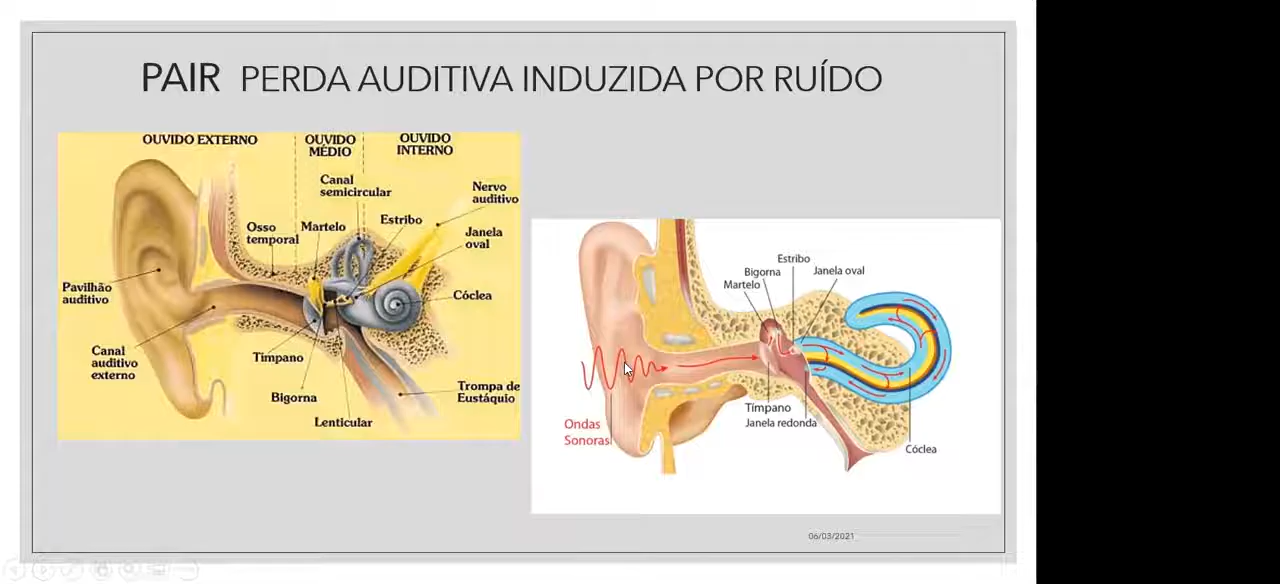 PAIR PERDA AUDITIVA INDUZIDA POR RUÍDO
OUVIDO EXTERNO
OUVIDO
MÉDIO
OUVIDO
INTERNO
Canal
semicircular
Nervo
auditivo
Osso
temporal
Martelo
Estribo
Janela
oval
Pavilhão
auditivo
Cóclea
Canal
auditivo
externo
Tímpano
Bigorna
Lenticular
Trompa de
Eustáquio
Estribo
Bigorna
Janela oval
Martelo
Ondas
Sonoras
Tímpano
Janela redonda
Cóclea
06/03/2021